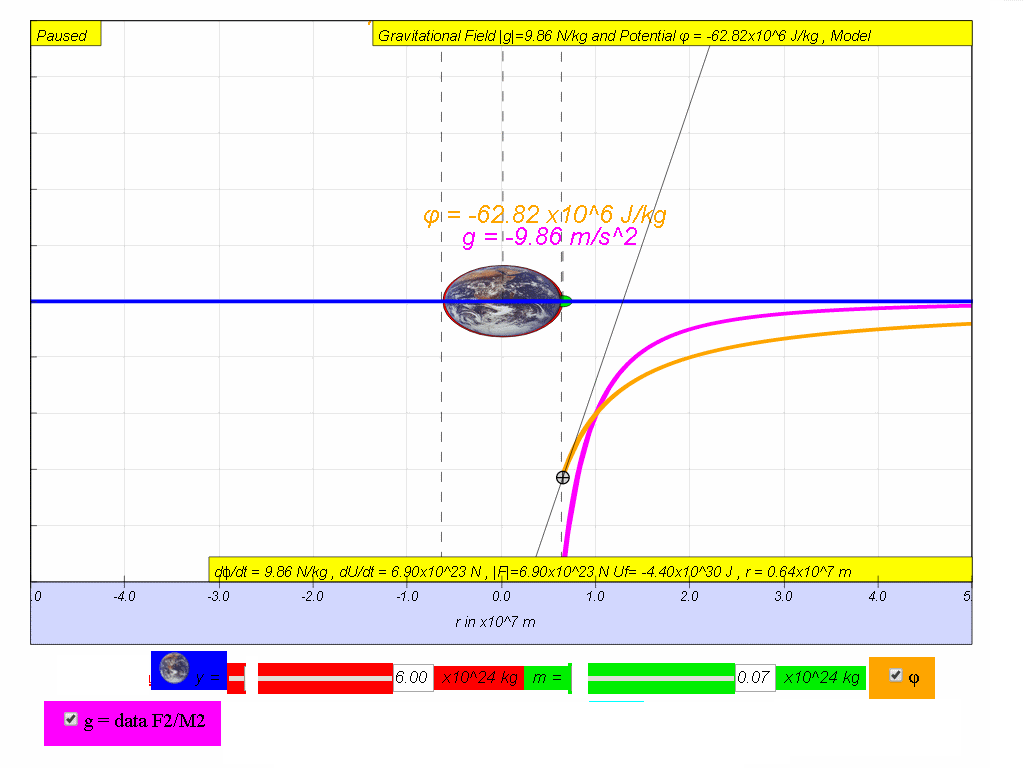 Paused
Gravitational Field |g|=9.86 N/kg and Potential φ = -62.82x10^6 J/kg , Model
φ = -62.82 x10^6 J/kg
g = -9.86 m/s^2
dϕ/dt = 9.86 N/kg , dU/dt = 6.90x10^23 N , |F|=6.90x10^23 N Uf= -4.40x10^30 J , r = 0.64x10^7 m
.0 -4.0 -3.0 -2.0 -1.0 0.0 1.0 2.0 3.0 4.0 5.
r in x10^7 m
6.00 x10^24 kg m = 0.07 x10^24 kg φ
g = data F2/M2